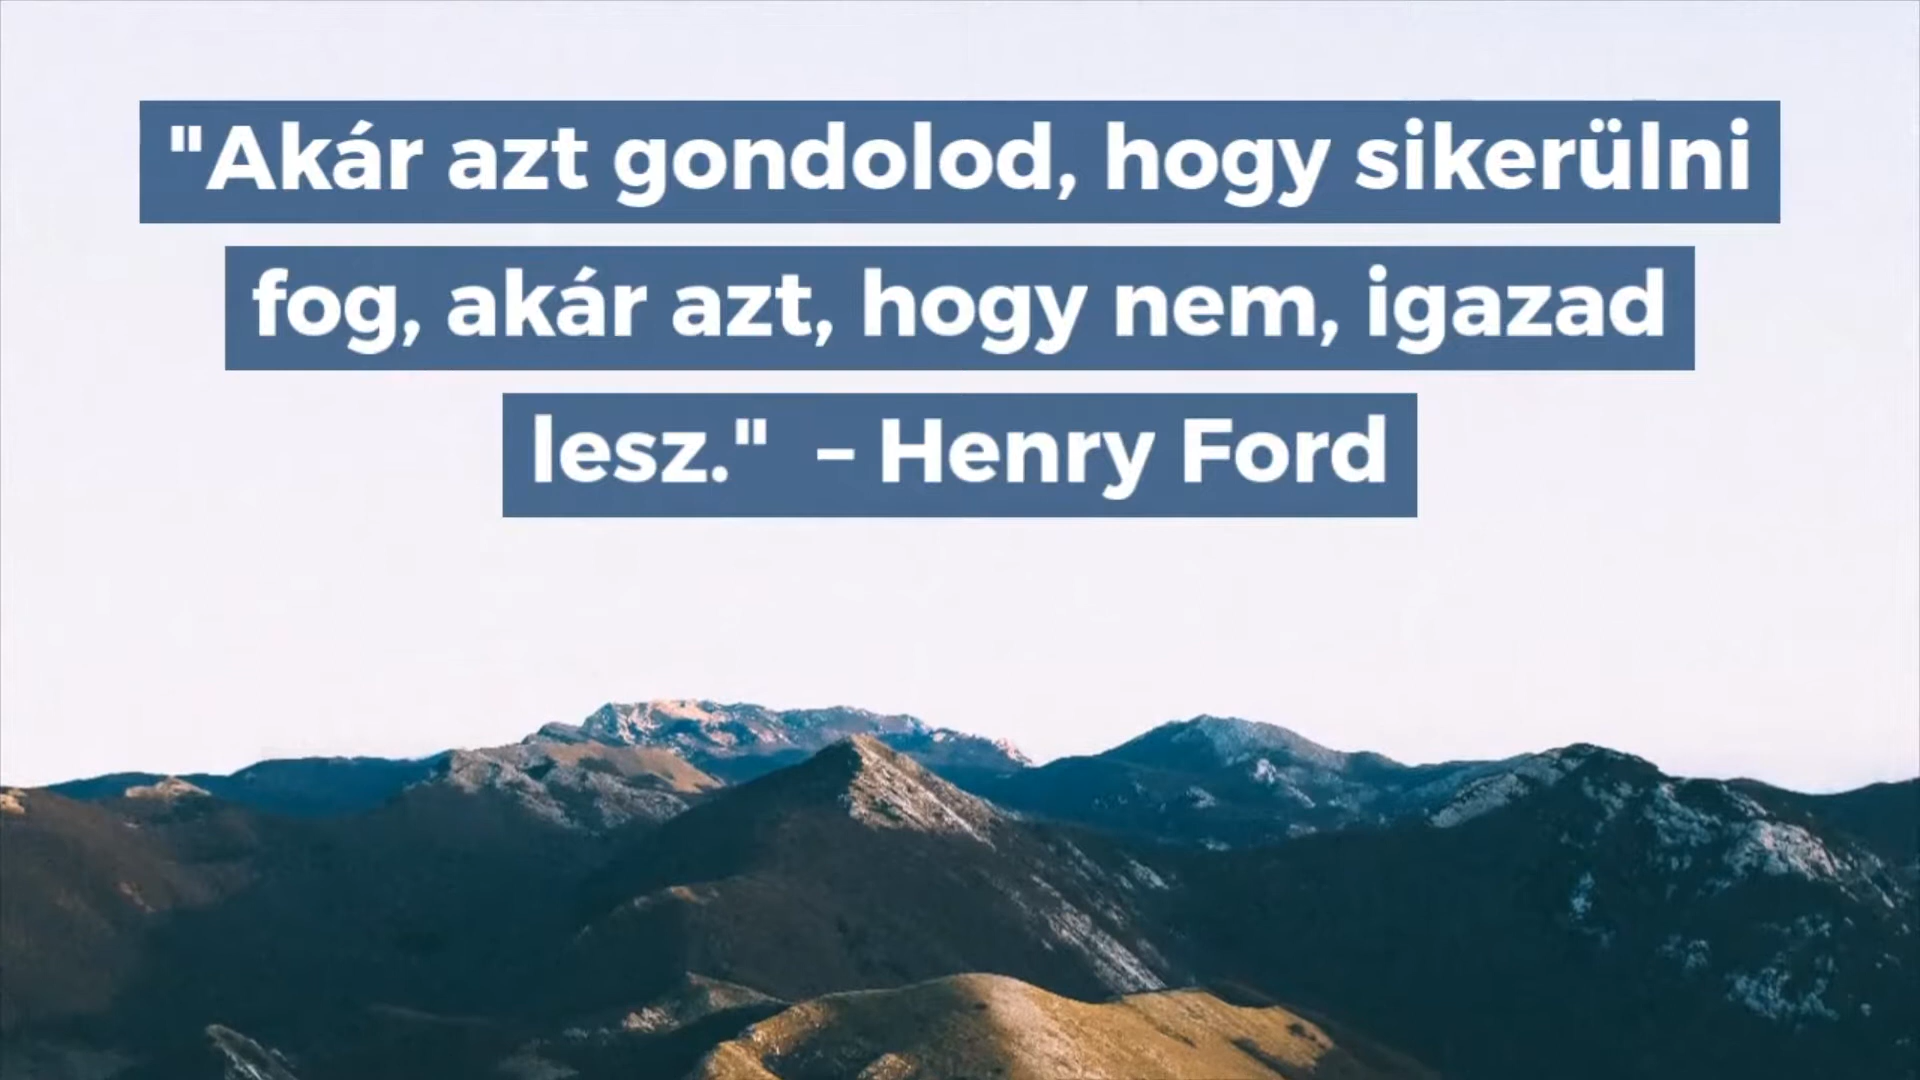 "Akár azt gondolod, hogy sikerülni
fog, akár azt, hogy nem, igazad
lesz."  – Henry Ford